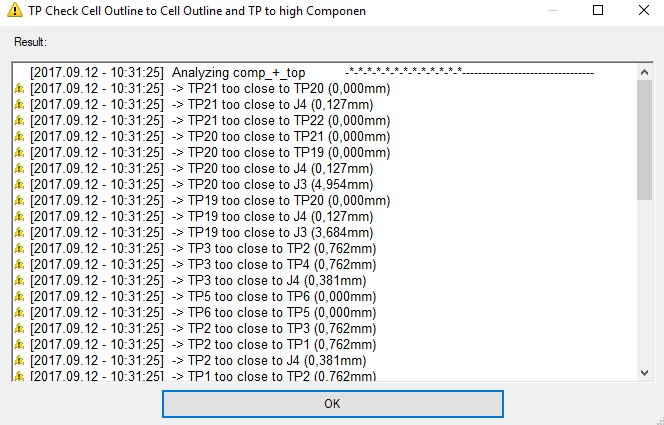 TP Check Cell Outline to Cell Outline and TP to high Componen
Result:
[2017.09.12 - 10:31:25] Analyzing comp_+_top -*-*-*-*-*-*-*-*-*-*-*-*-*---------------------------------
[2017.09.12 - 10:31:25] -> TP21 too close to TP20 (0,000mm)
[2017.09.12 - 10:31:25] -> TP21 too close to J4 (0,127mm)
[2017.09.12 - 10:31:25] -> TP21 too close to TP22 (0,000mm)
[2017.09.12 - 10:31:25] -> TP20 too close to TP21 (0,000mm)
[2017.09.12 - 10:31:25] -> TP20 too close to TP19 (0,000mm)
[2017.09.12 - 10:31:25] -> TP20 too close to J4 (0,127mm)
[2017.09.12 - 10:31:25] -> TP20 too close to J3 (4,954mm)
[2017.09.12 - 10:31:25] -> TP19 too close to TP20 (0,000mm)
[2017.09.12 - 10:31:25] -> TP19 too close to J4 (0,127mm)
[2017.09.12 - 10:31:25] -> TP19 too close to J3 (3,684mm)
[2017.09.12 - 10:31:25] -> TP3 too close to TP2 (0,762mm)
[2017.09.12 - 10:31:25] -> TP3 too close to TP4 (0,762mm)
[2017.09.12 - 10:31:25] -> TP3 too close to J4 (0,381mm)
[2017.09.12 - 10:31:25] -> TP5 too close to TP6 (0,000mm)
[2017.09.12 - 10:31:25] -> TP6 too close to TP5 (0,000mm)
[2017.09.12 - 10:31:25] -> TP2 too close to TP3 (0,762mm)
[2017.09.12 - 10:31:25] -> TP2 too close to TP1 (0,762mm)
[2017.09.12 - 10:31:25] -> TP2 too close to J4 (0,381mm)
[2017.09.12 - 10:31:25] -> TP1 too close to TP2 (0,762mm)
OK